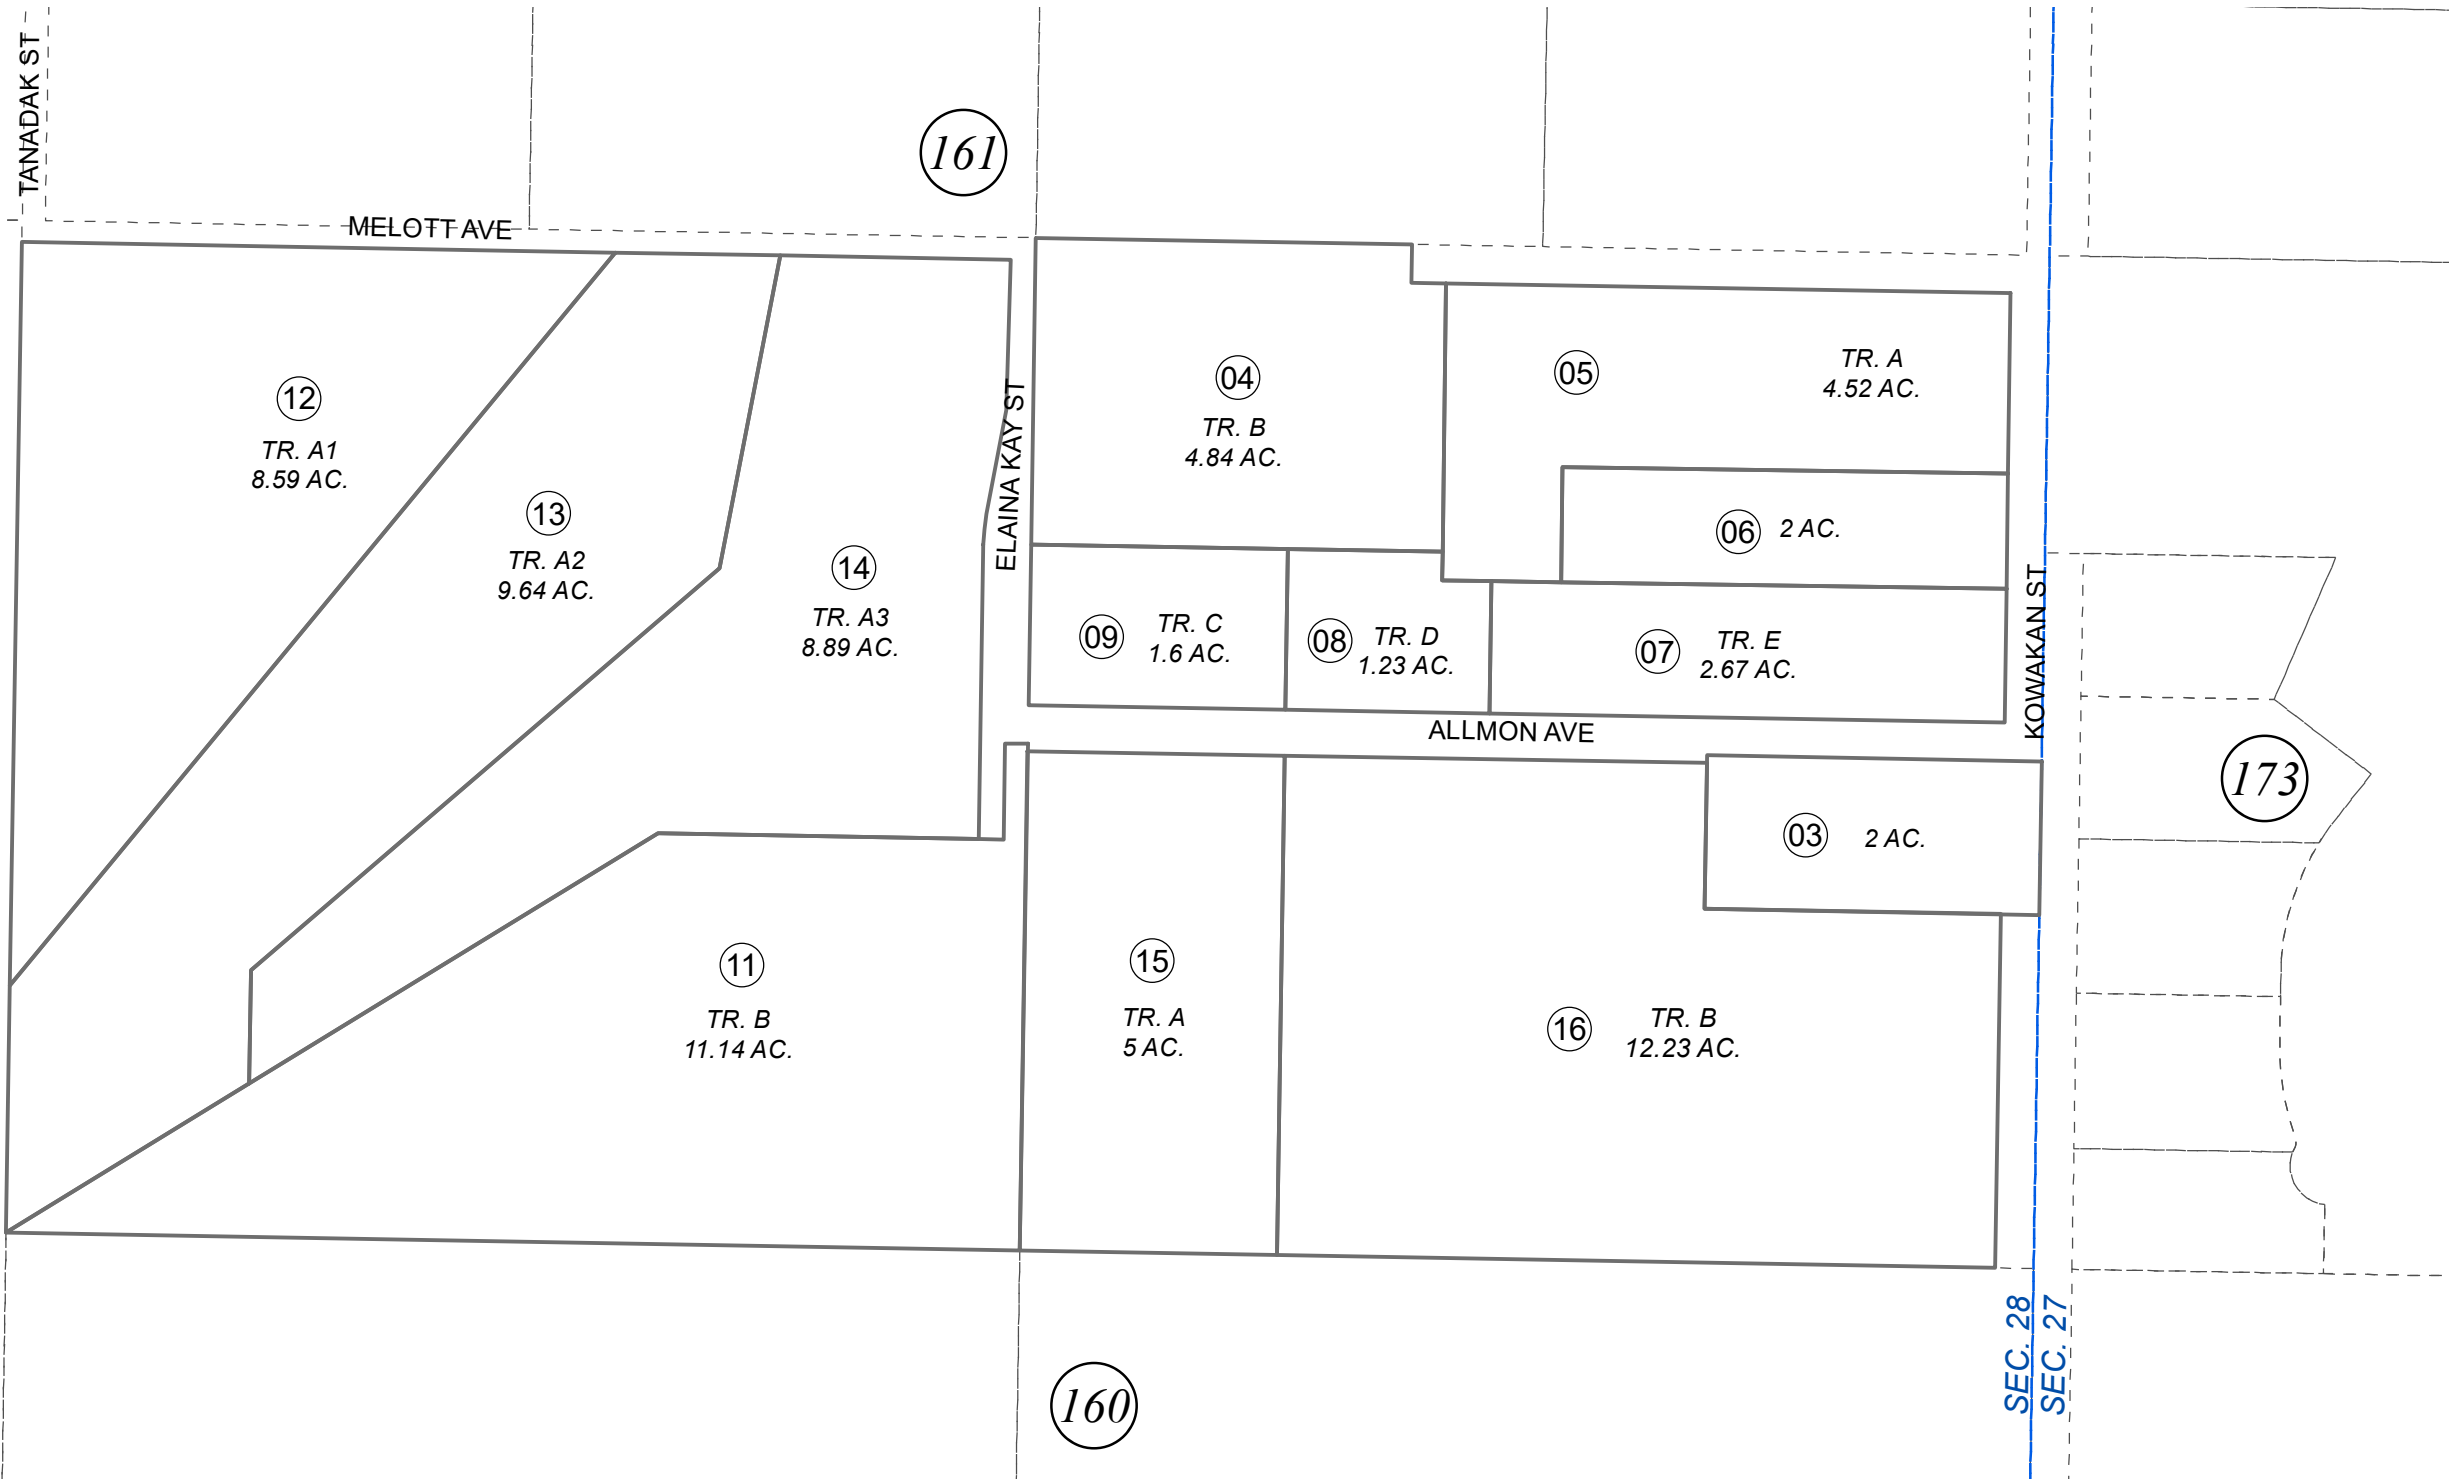 TANADAK ST
161
MELOTT AVE
12
TR. A1
8.59 AC.
13
TR. A2
9.64 AC.
14
TR. A3
8.89 AC.
ELAINA KAY ST
04
TR. B
4.84 AC.
05
TR. A
4.52 AC.
06
2 AC.
09
TR. C
1.6 AC.
08
TR. D
1.23 AC.
07
TR. E
2.67 AC.
KOWAKAN ST
ALLMON AVE
173
03
2 AC.
11
TR. B
11.14 AC.
15
TR. A
5 AC.
16
TR. B
12.23 AC.
SEC. 28
SEC. 27
160